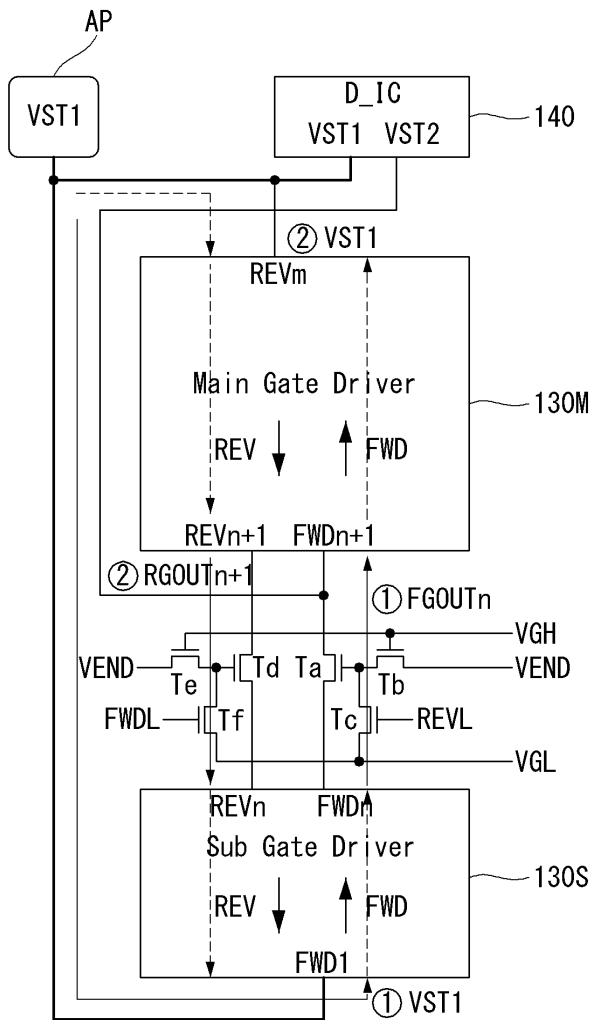 AP
VST1
D_IC
VST1 VST2
140
② VST1
REVm
Main Gate Driver
130M
REV FWD
REVn+1 FWDn+1
② RGOUTn+1
① FGOUTn
VGH
VEND Te Td Ta Tb VEND
FWDL Tf Tc REVL
VGL
REVn FWDn
Sub Gate Driver
130S
REV FWD
FWD1
① VST1